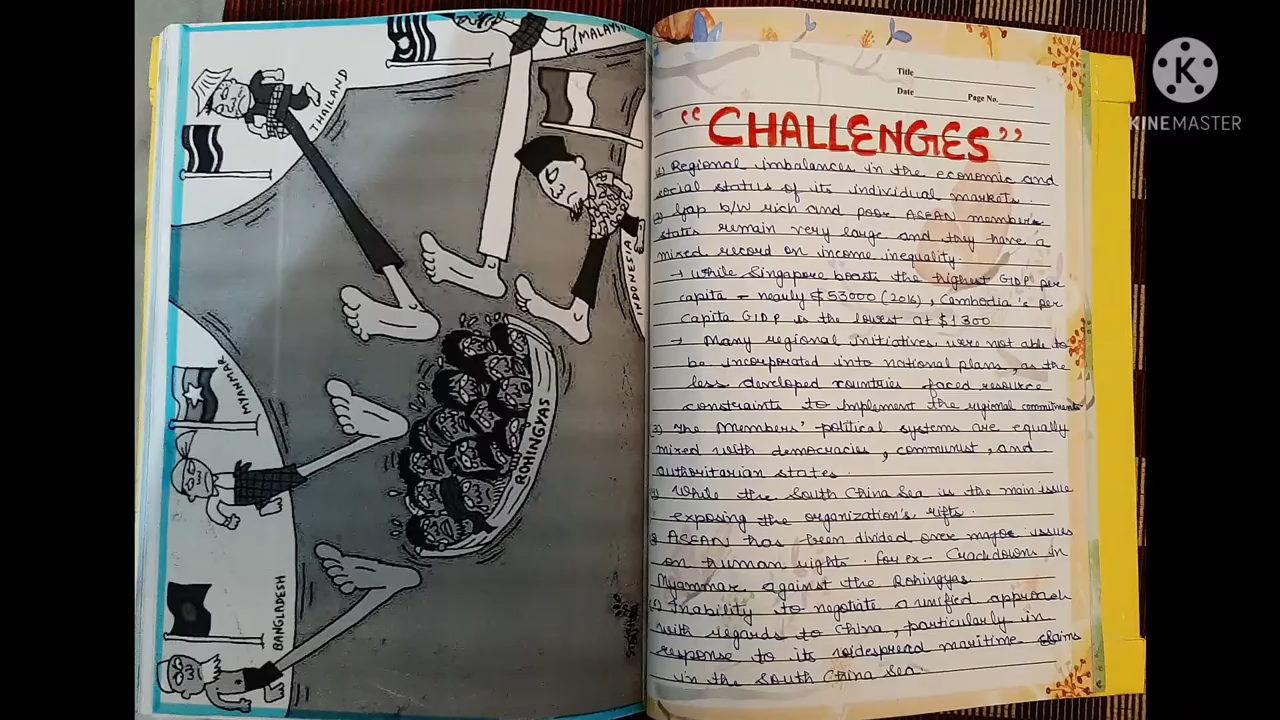 MALAYSIA
THAILAND
INDONESIA
MYANMAR
ROHINGYAS
BANGLADESH
Title
Date Page No.
"CHALLENGES"
1) Regional imbalances in the economic and
social status of its individual markets.
2) Gap b/w rich and poor ASEAN members
states remain very large and they have a
mixed record on income inequality.
→ While Singapore boasts the highest GDP per
capita - nearly $53000 (2016), Cambodia's per
capita GDP is the lowest at $1300
→ Many regional initiatives were not able to
be incorporated into national plans, as the
less developed countries faced resource
constraints to implement the regional commitments
3) The Members' political systems are equally
mixed with democracies, communist, and
authoritarian states.
4) While the South China Sea is the main issue
exposing the organization's rifts.
5) ASEAN has been divided over major issues
on human rights. For ex- Crackdowns in
Myanmar against the Rohingyas.
6) Inability to negotiate a unified approach
with regards to China, particularly in
response to its widespread maritime claims
in the South China Sea.
K
KINEMASTER